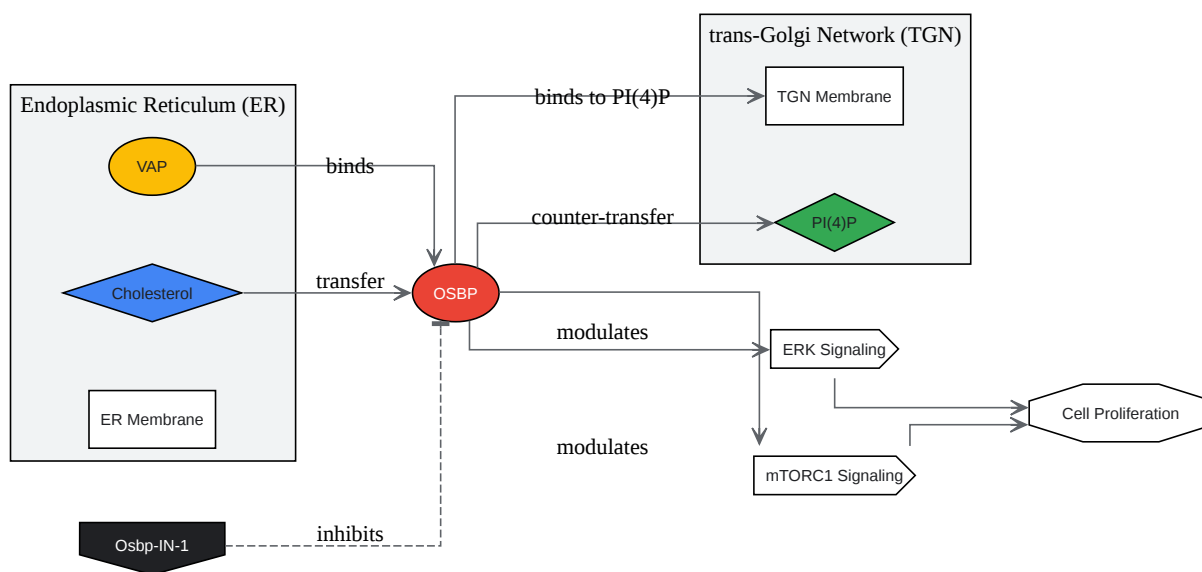 trans-Golgi Network (TGN)
binds to PI(4)P
TGN Membrane
Endoplasmic Reticulum (ER)
VAP
binds
counter-transfer
PI(4)P
Cholesterol
transfer
OSBP
modulates
ERK Signaling
ER Membrane
Cell Proliferation
modulates
mTORC1 Signaling
inhibits
Osbp-IN-1